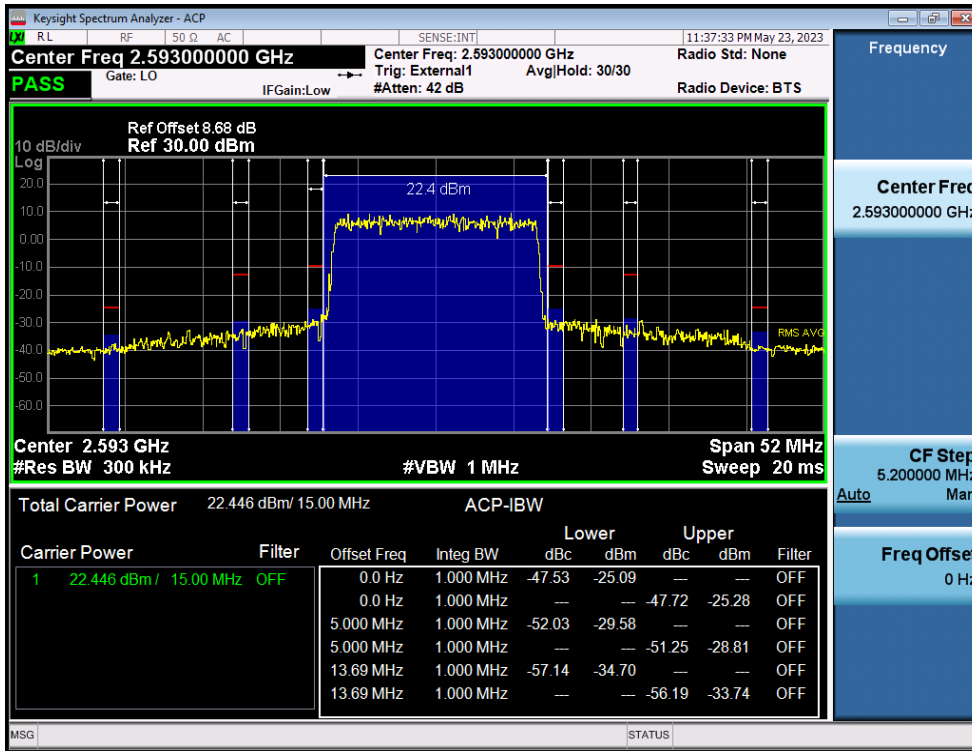 Keysight Spectrum Analyzer - ACP
LXI RL RF 50 Ω AC SENSE:INT 11:37:33 PM May 23, 2023
Center Freq 2.593000000 GHz
Gate: LO
PASS
IFGain:Low
Center Freq: 2.593000000 GHz
Trig: External1 Avg|Hold: 30/30
#Atten: 42 dB
Radio Std: None
Radio Device: BTS
Frequency
Ref Offset 8.68 dB
10 dB/div Ref 30.00 dBm
Log
20.0
10.0
0.00
-10.0
-20.0
-30.0
-40.0
-50.0
-60.0
22.4 dBm
RMS AVG
Center 2.593 GHz Span 52 MHz
#Res BW 300 kHz #VBW 1 MHz Sweep 20 ms
Center Freq
2.593000000 GHz
CF Step
5.200000 MHz
Auto Man
Freq Offset
0 Hz
Total Carrier Power 22.446 dBm/ 15.00 MHz ACP-IBW
Lower Upper
Carrier Power Filter Offset Freq Integ BW dBc dBm dBc dBm Filter
1 22.446 dBm / 15.00 MHz OFF
0.0 Hz 1.000 MHz -47.53 -25.09 --- --- OFF
0.0 Hz 1.000 MHz --- --- -47.72 -25.28 OFF
5.000 MHz 1.000 MHz -52.03 -29.58 --- --- OFF
5.000 MHz 1.000 MHz --- --- -51.25 -28.81 OFF
13.69 MHz 1.000 MHz -57.14 -34.70 --- --- OFF
13.69 MHz 1.000 MHz --- --- -56.19 -33.74 OFF
MSG STATUS